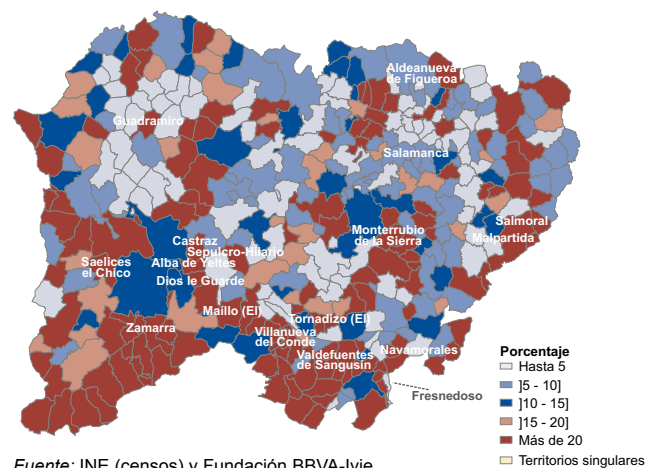 Aldeanueva
de Figueroa
Guadramiro
Salamanca
Salmoral
Malpartida
Monterrubio
de la Sierra
Castraz
Sepulcro-Hilario
Alba de Yeltes
Saelices
el Chico
Dios le Guarde
Maíllo (El)
Zamarra
Tornadizo (El)
Villanueva
del Conde
Valdefuentes
de Sangusín
Navamorales
Fresnedoso
Porcentaje
Hasta 5
]5 - 10]
]10 - 15]
]15 - 20]
Más de 20
Territorios singulares
Fuente: INE (censos) y Fundación BBVA-Ivie